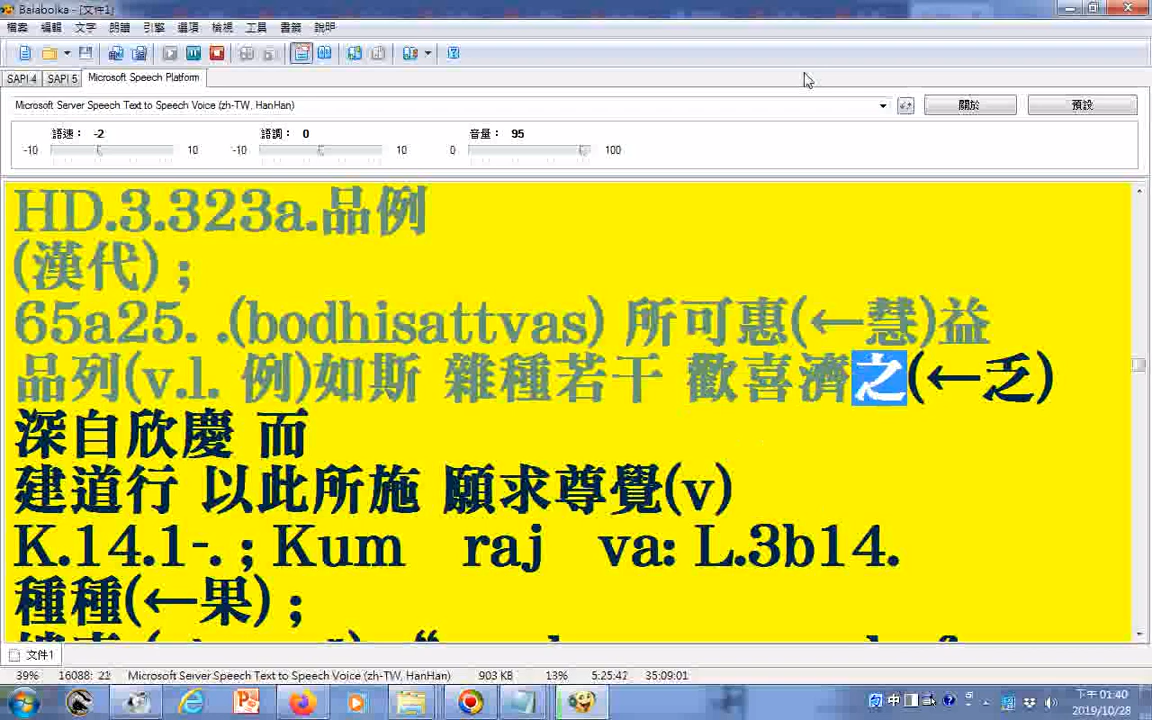 Balabolka - [文件1]
檔案 編輯 文字 朗讀 引擎 選項 檢視 工具 書籤 說明
SAPI 4 SAPI 5 Microsoft Speech Platform
Microsoft Server Speech Text to Speech Voice (zh-TW, HanHan) 關於 預設
語速： -2 語調： 0 音量： 95
-10 10 -10 10 0 100
HD.3.323a.品例
(漢代) ;
65a25. .(bodhisattvas) 所可惠(←慧)益
品列(v.l. 例)如斯 雜種若干 歡喜濟之(←乏)
深自欣慶 而
建道行 以此所施 願求尊覺(v)
K.14.1-. ; Kum raj va: L.3b14.
種種(←果) ;
文件1
39% 16088: 21 Microsoft Server Speech Text to Speech Voice (zh-TW, HanHan) 903 KB 13% 5:25:42 35:09:01
中 下午 01:40
2019/10/28